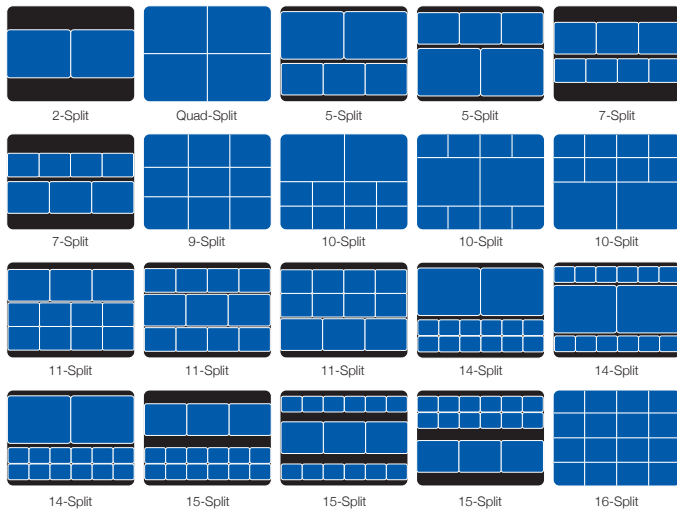 2-Split Quad-Split 5-Split 5-Split 7-Split
7-Split 9-Split 10-Split 10-Split 10-Split
11-Split 11-Split 11-Split 14-Split 14-Split
14-Split 15-Split 15-Split 15-Split 16-Split